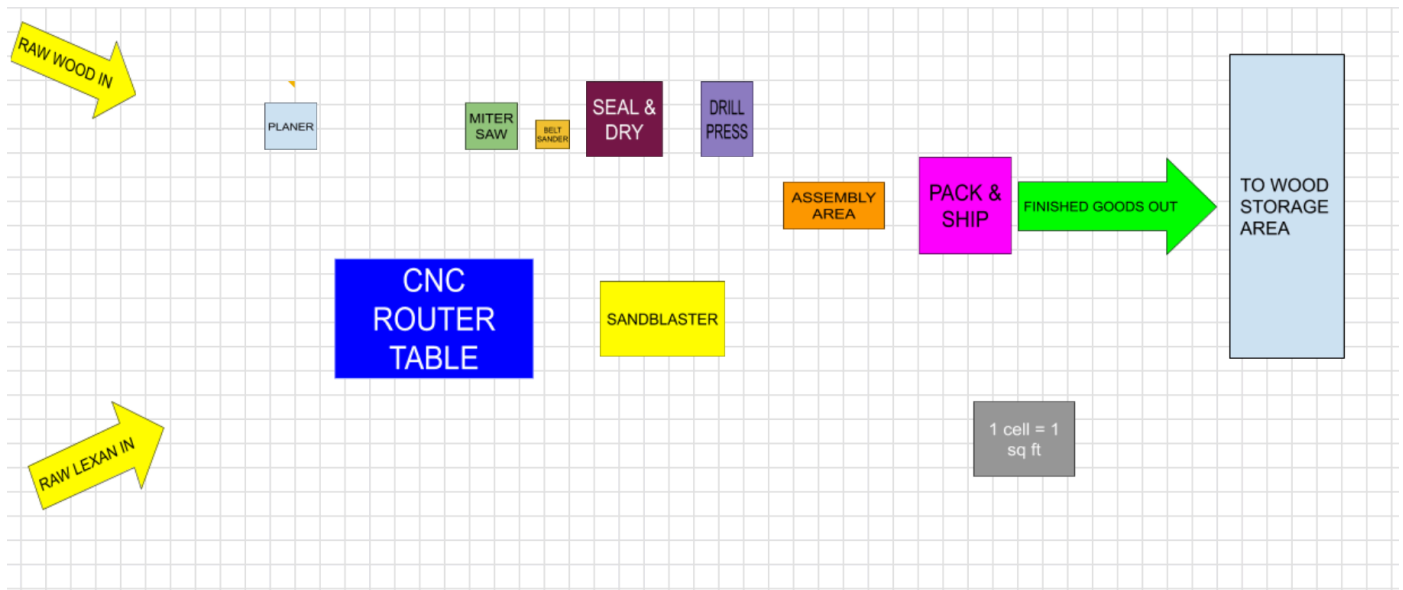 RAW WOOD IN
PLANER
MITER
SAW
BELT
SANDER
SEAL &
DRY
DRILL
PRESS
ASSEMBLY
AREA
PACK &
SHIP
FINISHED GOODS OUT
TO WOOD
STORAGE
AREA
CNC
ROUTER
TABLE
SANDBLASTER
RAW LEXAN IN
1 cell = 1
sq ft